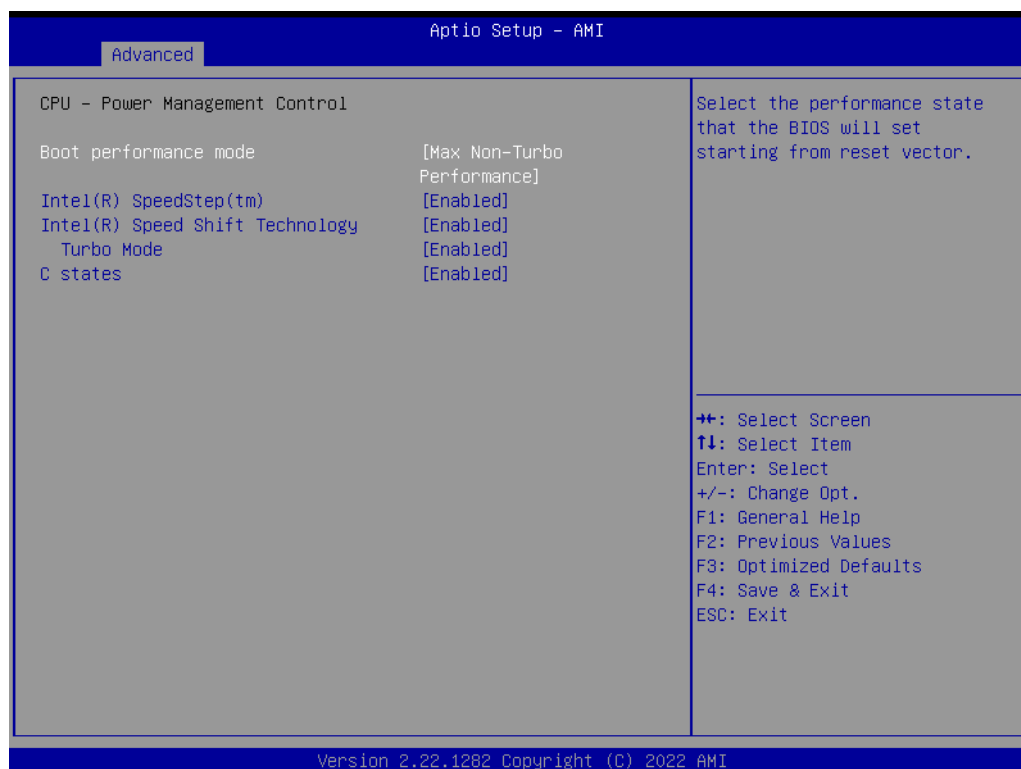 Aptio Setup - AMI
Advanced
CPU - Power Management Control
Boot performance mode [Max Non-Turbo
Performance]
Intel(R) SpeedStep(tm) [Enabled]
Intel(R) Speed Shift Technology [Enabled]
Turbo Mode [Enabled]
C states [Enabled]
Select the performance state
that the BIOS will set
starting from reset vector.
→←: Select Screen
↑↓: Select Item
Enter: Select
+/-: Change Opt.
F1: General Help
F2: Previous Values
F3: Optimized Defaults
F4: Save & Exit
ESC: Exit
Version 2.22.1282 Copyright (C) 2022 AMI